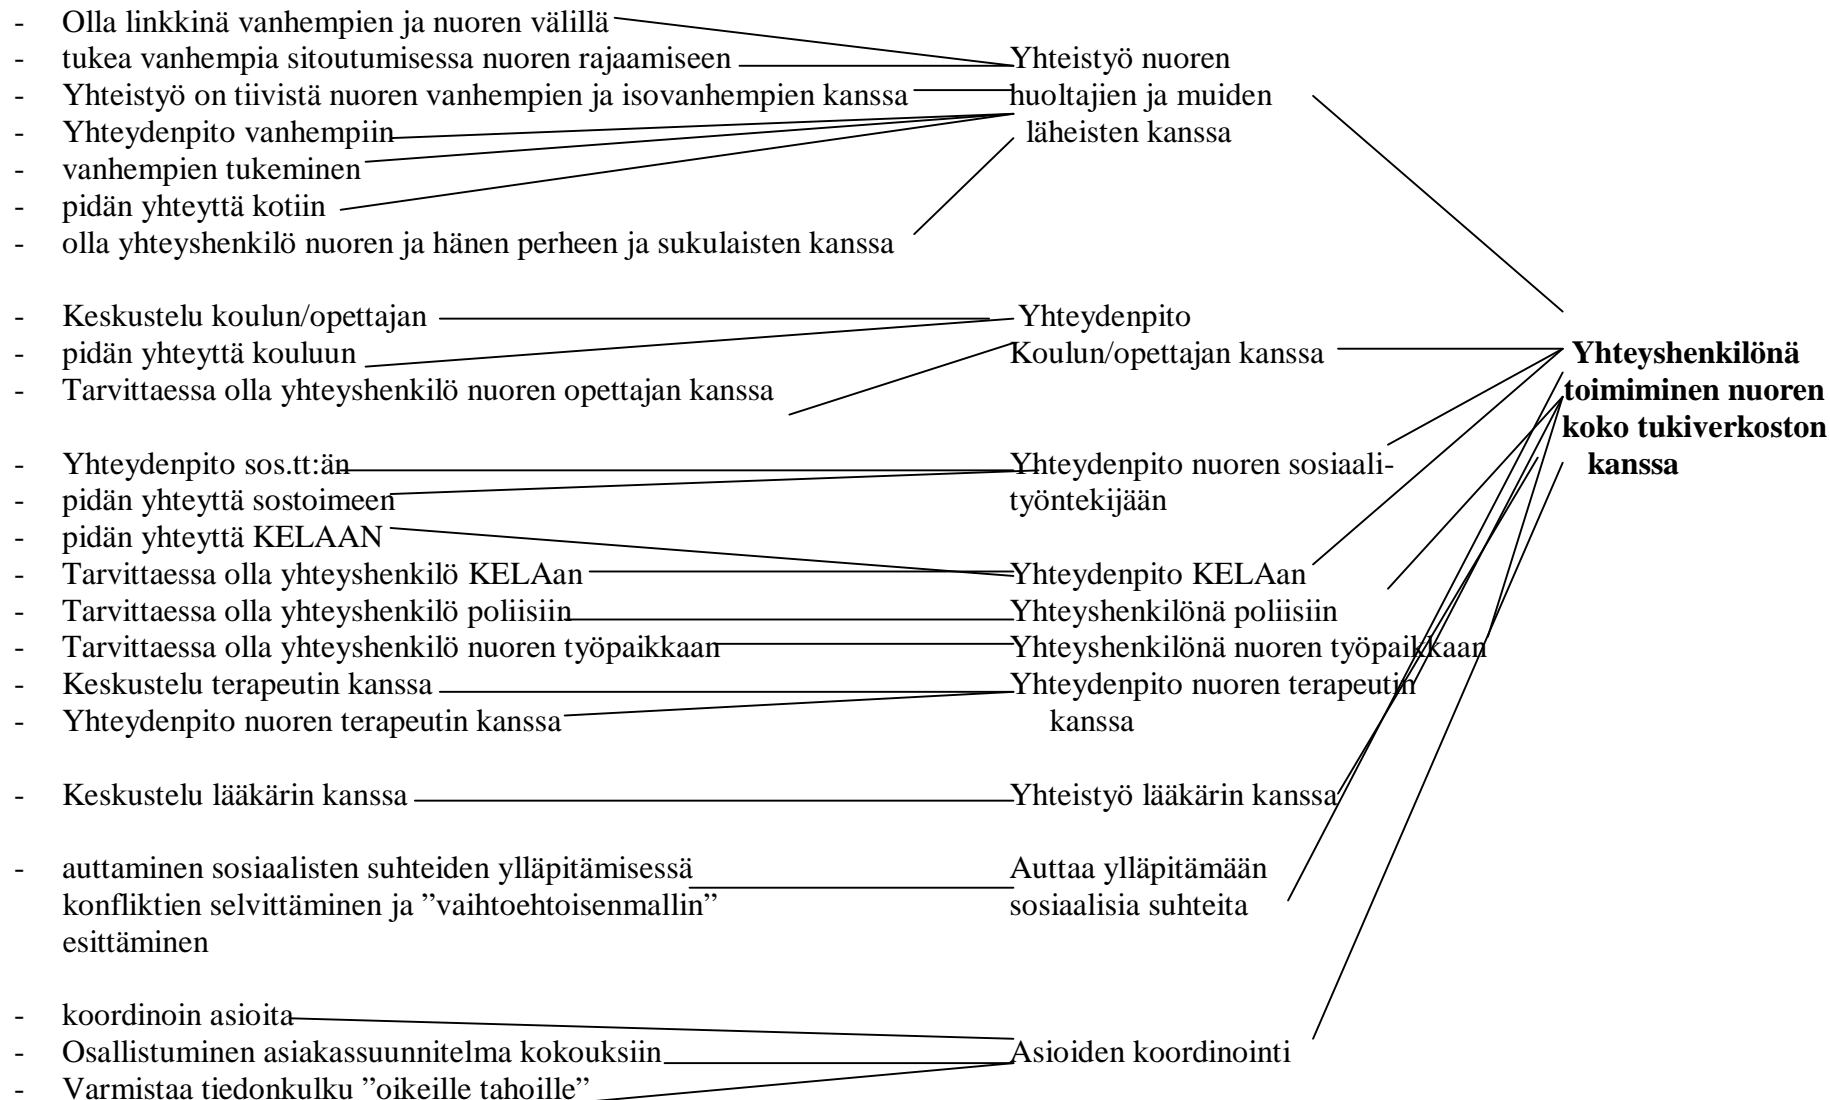 - Olla linkkinä vanhempien ja nuoren välillä
- tukea vanhempia sitoutumisessa nuoren rajaamiseen
- Yhteistyö on tiivistä nuoren vanhempien ja isovanhempien kanssa
- Yhteydenpito vanhempiin
- vanhempien tukeminen
- pidän yhteyttä kotiin
- olla yhteyshenkilö nuoren ja hänen perheen ja sukulaisten kanssa
Yhteistyö nuoren
huoltajien ja muiden
läheisten kanssa
- Keskustelu koulun/opettajan
- pidän yhteyttä kouluun
- Tarvittaessa olla yhteyshenkilö nuoren opettajan kanssa
Yhteydenpito
Koulun/opettajan kanssa
- Yhteydenpito sos.tt:än
- pidän yhteyttä sostoimeen
- pidän yhteyttä KELAAN
- Tarvittaessa olla yhteyshenkilö KELAan
- Tarvittaessa olla yhteyshenkilö poliisiin
- Tarvittaessa olla yhteyshenkilö nuoren työpaikkaan
- Keskustelu terapeutin kanssa
- Yhteydenpito nuoren terapeutin kanssa
Yhteydenpito nuoren sosiaali-
työntekijään
Yhteydenpito KELAan
Yhteyshenkilönä poliisiin
Yhteyshenkilönä nuoren työpaikkaan
Yhteydenpito nuoren terapeutin
kanssa
- Keskustelu lääkärin kanssa
Yhteistyö lääkärin kanssa
- auttaminen sosiaalisten suhteiden ylläpitämisessä
konfliktien selvittäminen ja ”vaihtoehtoisenmallin”
esittäminen
Auttaa ylläpitämään
sosiaalisia suhteita
- koordinoin asioita
- Osallistuminen asiakassuunnitelma kokouksiin
- Varmistaa tiedonkulku ”oikeille tahoille”
Asioiden koordinointi
Yhteyshenkilönä
toimiminen nuoren
koko tukiverkoston
kanssa